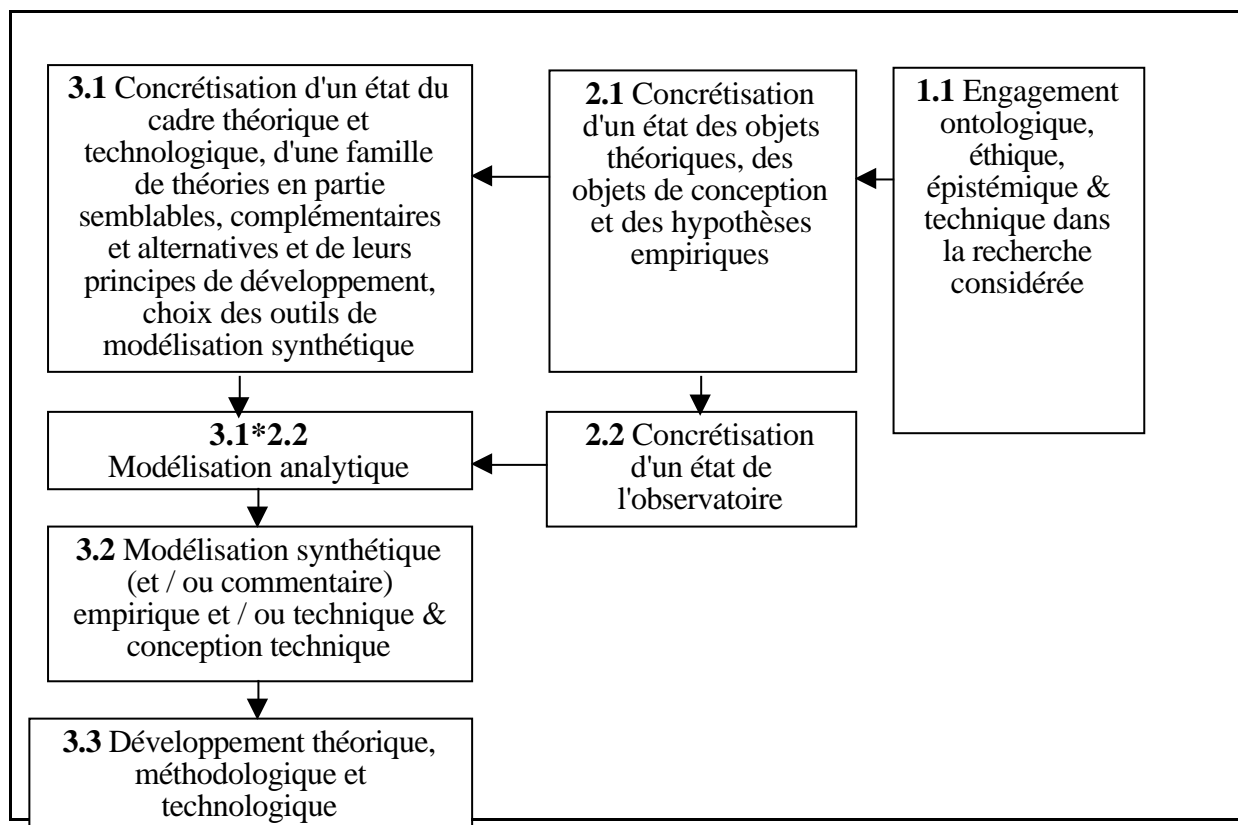 3.1 Concrétisation d'un état du
cadre théorique et
technologique, d'une famille
de théories en partie
semblables, complémentaires
et alternatives et de leurs
principes de développement,
choix des outils de
modélisation synthétique
2.1 Concrétisation
d'un état des objets
théoriques, des
objets de conception
et des hypothèses
empiriques
1.1 Engagement
ontologique,
éthique,
épistémique &
technique dans
la recherche
considérée
3.1*2.2
Modélisation analytique
2.2 Concrétisation
d'un état de
l'observatoire
3.2 Modélisation synthétique
(et / ou commentaire)
empirique et / ou technique &
conception technique
3.3 Développement théorique,
méthodologique et
technologique